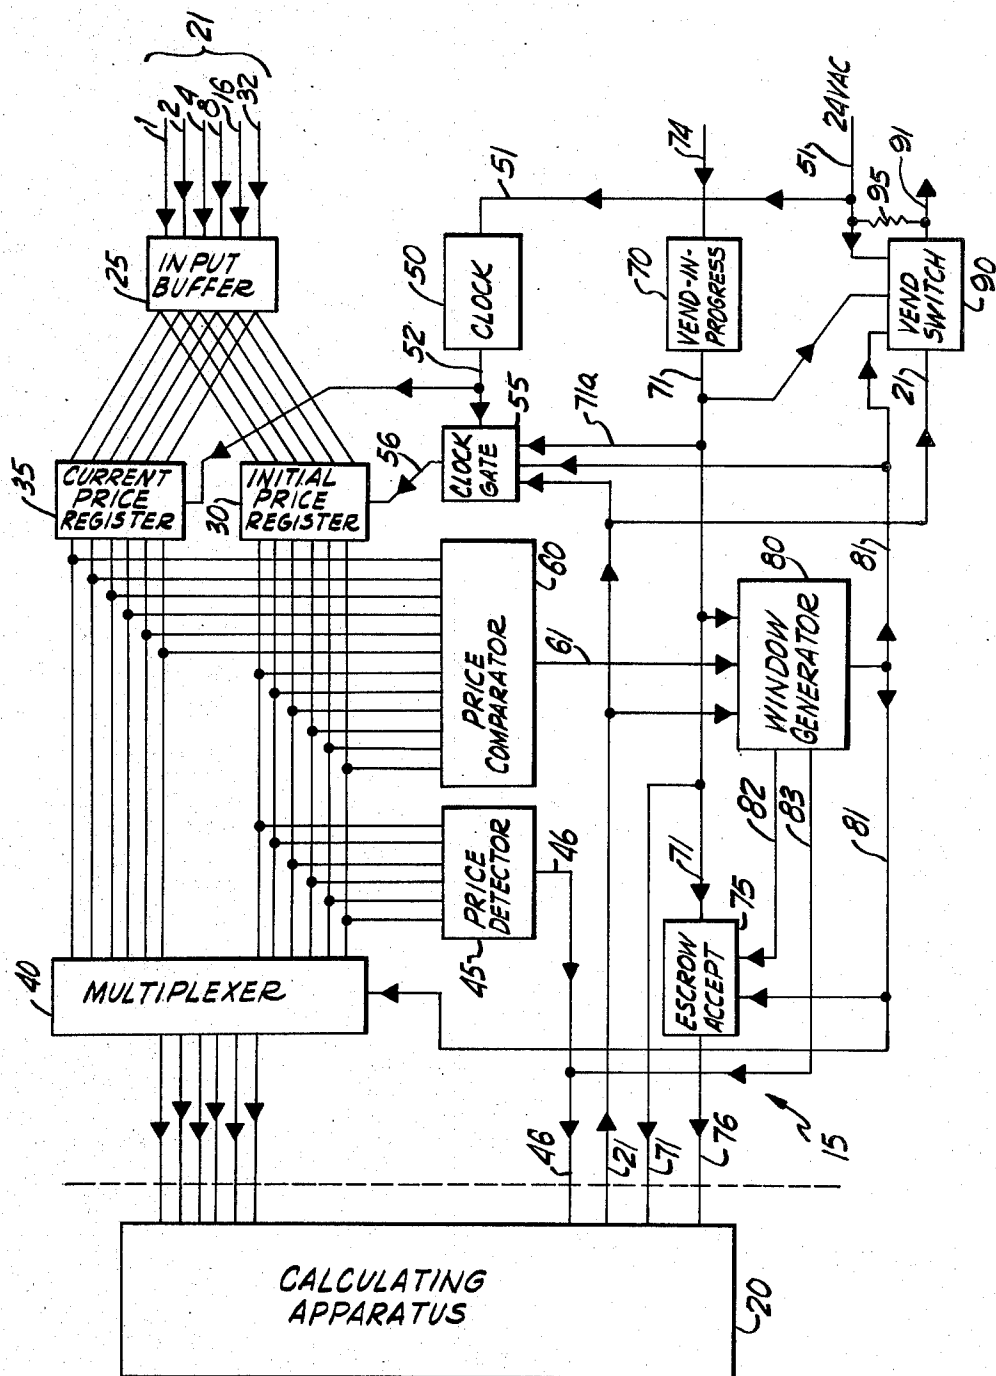 21
1
2
4
8
16
32
25
INPUT
BUFFER
35
CURRENT
PRICE
REGISTER
30
INITIAL
PRICE
REGISTER
50
CLOCK
51
52
55
CLOCK
GATE
56
71a
74
70
VEND-IN-
PROGRESS
71
51
24VAC
95
91
VEND
SWITCH
90
21
81
60
PRICE
COMPARATOR
61
80
WINDOW
GENERATOR
82
83
81
45
PRICE
DETECTOR
46
71
75
ESCROW
ACCEPT
40
MULTIPLEXER
46
21
71
76
15
CALCULATING
APPARATUS
20